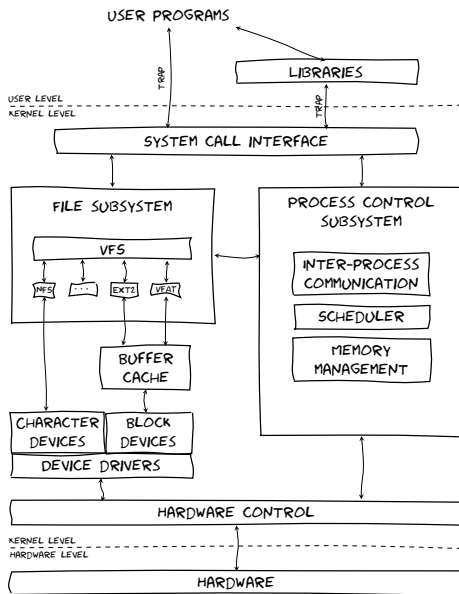 USER PROGRAMS
LIBRARIES
TRAP
TRAP
USER LEVEL
KERNEL LEVEL
SYSTEM CALL INTERFACE
FILE SUBSYSTEM
VFS
NFS
...
EXT2
VFAT
PROCESS CONTROL
SUBSYSTEM
INTER-PROCESS
COMMUNICATION
SCHEDULER
MEMORY
MANAGEMENT
BUFFER
CACHE
CHARACTER
DEVICES
BLOCK
DEVICES
DEVICE DRIVERS
HARDWARE CONTROL
KERNEL LEVEL
HARDWARE LEVEL
HARDWARE